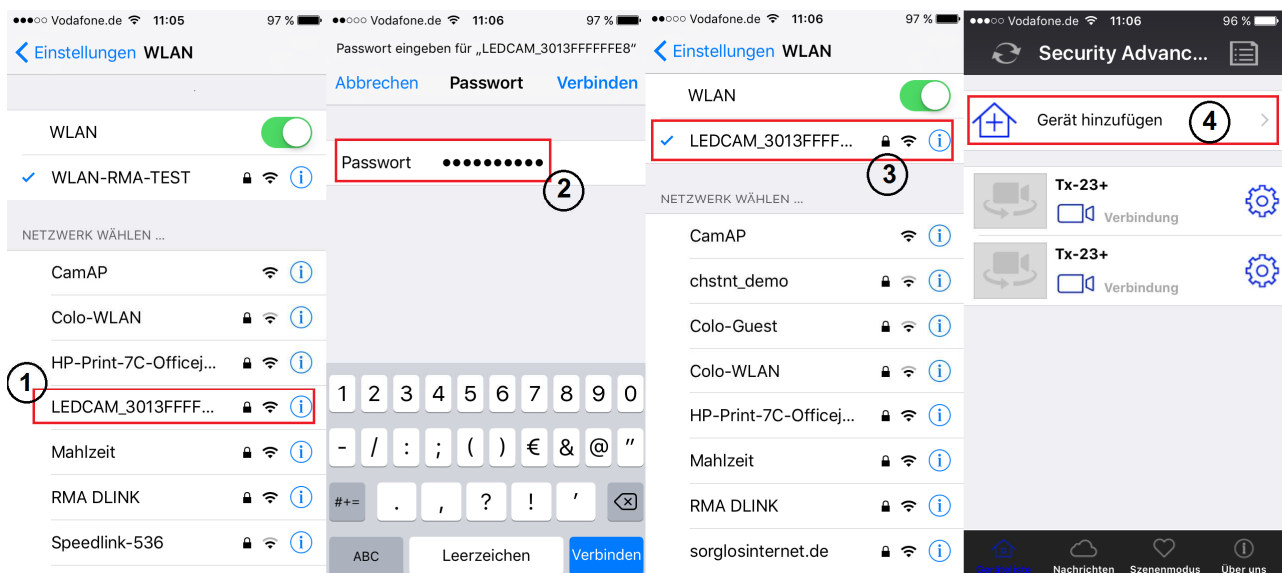 Vodafone.de 11:05 97 %
Einstellungen WLAN
WLAN
WLAN-RMA-TEST
NETZWERK WÄHLEN ...
CamAP
Colo-WLAN
HP-Print-7C-Officej...
1
LEDCAM_3013FFFF...
Mahlzeit
RMA DLINK
Speedlink-536
Vodafone.de 11:06 97 %
Passwort eingeben für „LEDCAM_3013FFFFFFE8"
Abbrechen Passwort Verbinden
Passwort ●●●●●●●●●●
2
1 2 3 4 5 6 7 8 9 0
- / : ; ( ) € & @ "
#+= . , ? ! '
ABC Leerzeichen Verbinden
Vodafone.de 11:06 97 %
Einstellungen WLAN
WLAN
LEDCAM_3013FFFF...
3
NETZWERK WÄHLEN ...
CamAP
chstnt_demo
Colo-Guest
Colo-WLAN
HP-Print-7C-Officej...
Mahlzeit
RMA DLINK
sorglosinternet.de
Vodafone.de 11:06 96 %
Security Advanc...
Gerät hinzufügen 4
Tx-23+
Verbindung
Tx-23+
Verbindung
Nachrichten Szenenmodus Über uns